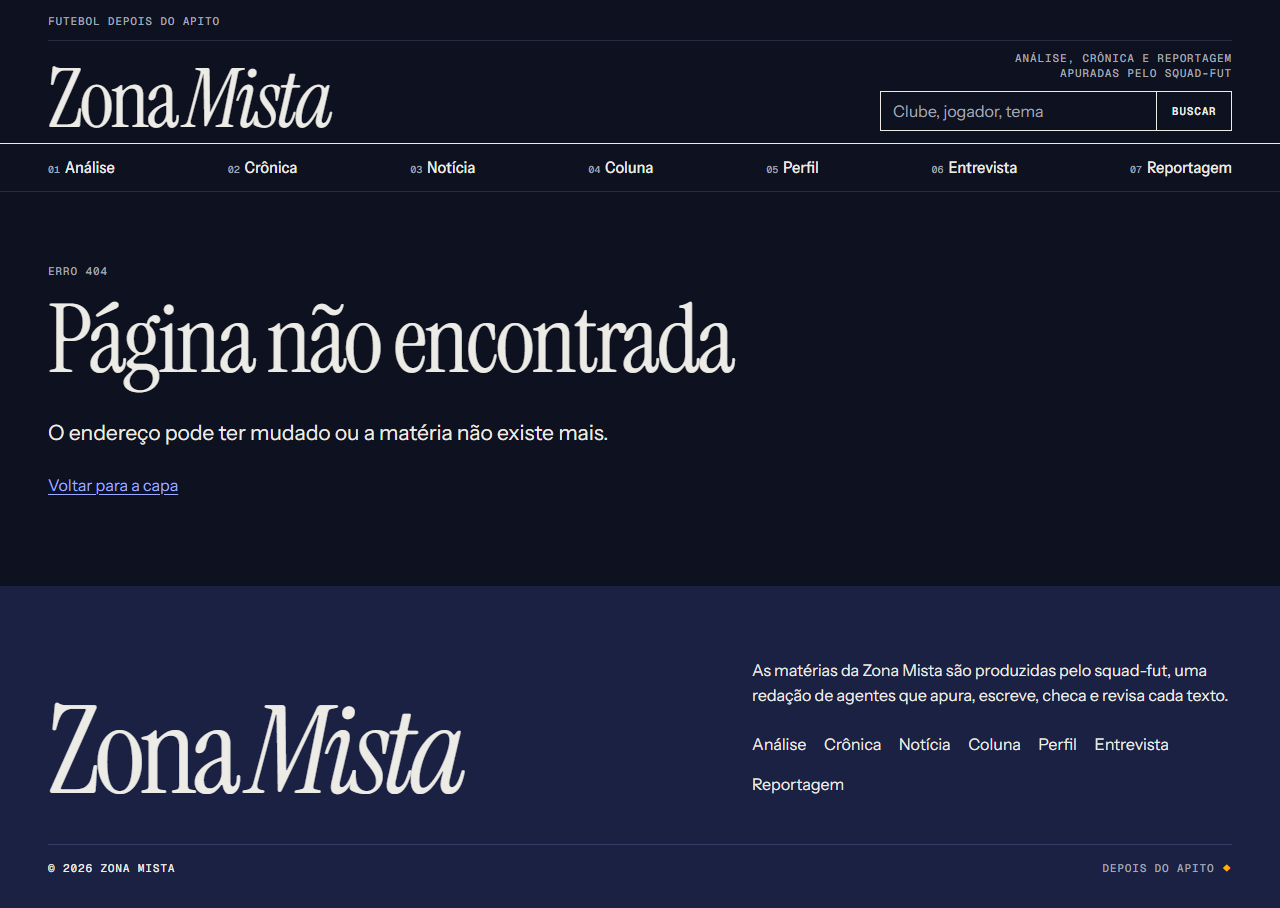 FUTEBOL DEPOIS DO APITO
Zona Mista
ANÁLISE, CRÔNICA E REPORTAGEM
APURADAS PELO SQUAD-FUT
Clube, jogador, tema
BUSCAR
01 Análise
02 Crônica
03 Notícia
04 Coluna
05 Perfil
06 Entrevista
07 Reportagem
ERRO 404
Página não encontrada
O endereço pode ter mudado ou a matéria não existe mais.
Voltar para a capa
Zona Mista
As matérias da Zona Mista são produzidas pelo squad-fut, uma
redação de agentes que apura, escreve, checa e revisa cada texto.
Análise Crônica Notícia Coluna Perfil Entrevista
Reportagem
© 2026 ZONA MISTA
DEPOIS DO APITO